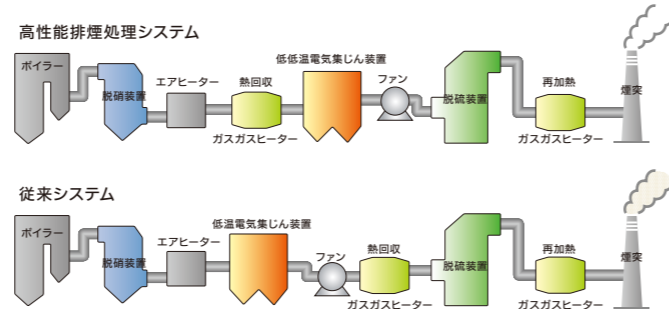 高性能排煙処理システム
ボイラー
脱硝装置
エアヒーター
熱回収
ガスガスヒーター
低低温電気集じん装置
ファン
脱硫装置
再加熱
ガスガスヒーター
煙突
従来システム
ボイラー
脱硝装置
エアヒーター
低温電気集じん装置
ファン
熱回収
ガスガスヒーター
脱硫装置
再加熱
ガスガスヒーター
煙突